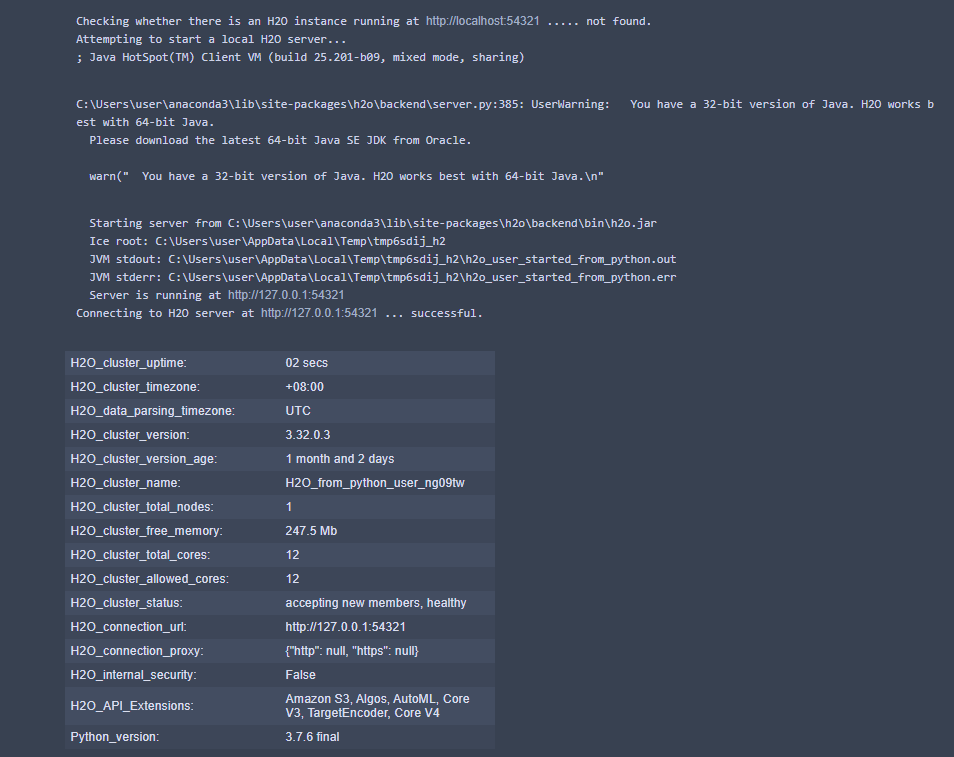 Checking whether there is an H2O instance running at http://localhost:54321 ..... not found.
Attempting to start a local H2O server...
; Java HotSpot(TM) Client VM (build 25.201-b09, mixed mode, sharing)
C:\Users\user\anaconda3\lib\site-packages\h2o\backend\server.py:385: UserWarning:   You have a 32-bit version of Java. H2O works b
est with 64-bit Java.
  Please download the latest 64-bit Java SE JDK from Oracle.
  warn("  You have a 32-bit version of Java. H2O works best with 64-bit Java.\n"
  Starting server from C:\Users\user\anaconda3\lib\site-packages\h2o\backend\bin\h2o.jar
  Ice root: C:\Users\user\AppData\Local\Temp\tmp6sdij_h2
  JVM stdout: C:\Users\user\AppData\Local\Temp\tmp6sdij_h2\h2o_user_started_from_python.out
  JVM stderr: C:\Users\user\AppData\Local\Temp\tmp6sdij_h2\h2o_user_started_from_python.err
  Server is running at http://127.0.0.1:54321
Connecting to H2O server at http://127.0.0.1:54321 ... successful.
H2O_cluster_uptime: 02 secs
H2O_cluster_timezone: +08:00
H2O_data_parsing_timezone: UTC
H2O_cluster_version: 3.32.0.3
H2O_cluster_version_age: 1 month and 2 days
H2O_cluster_name: H2O_from_python_user_ng09tw
H2O_cluster_total_nodes: 1
H2O_cluster_free_memory: 247.5 Mb
H2O_cluster_total_cores: 12
H2O_cluster_allowed_cores: 12
H2O_cluster_status: accepting new members, healthy
H2O_connection_url: http://127.0.0.1:54321
H2O_connection_proxy: {"http": null, "https": null}
H2O_internal_security: False
H2O_API_Extensions: Amazon S3, Algos, AutoML, Core
V3, TargetEncoder, Core V4
Python_version: 3.7.6 final